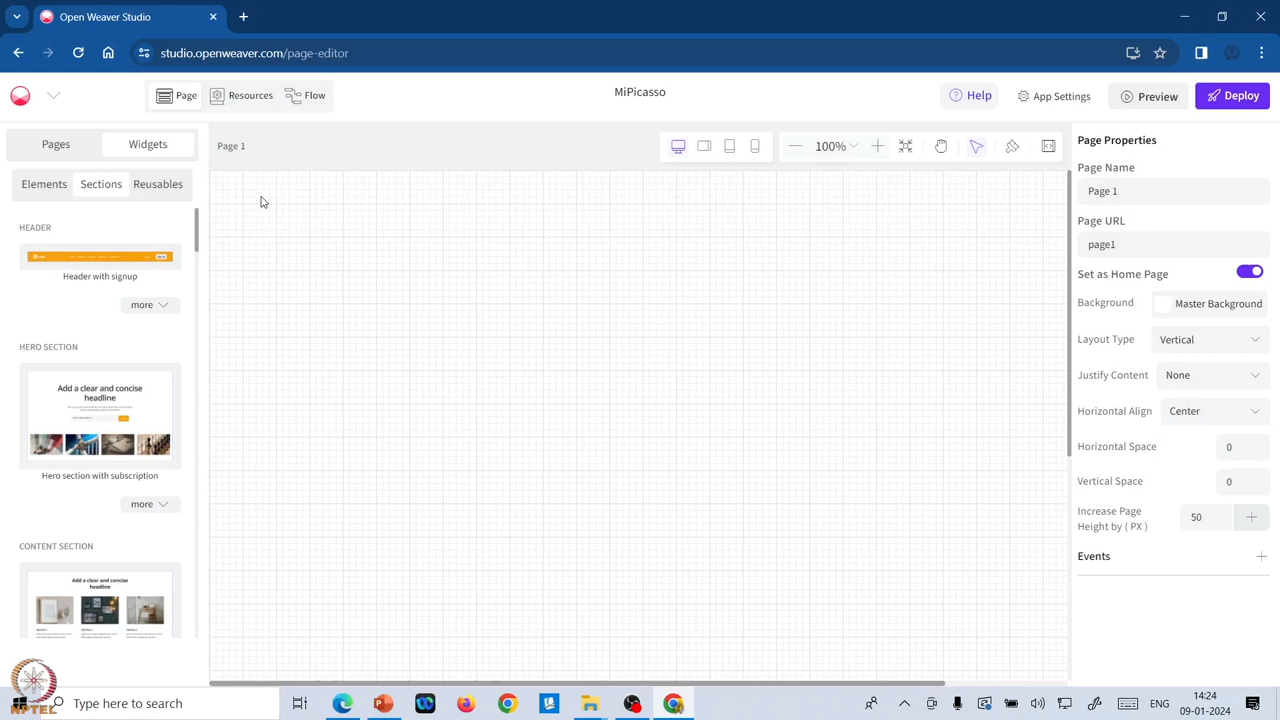 Open Weaver Studio
studio.openweaver.com/page-editor
Page
Resources
Flow
MiPicasso
Help
App Settings
Preview
Deploy
Pages
Widgets
Elements
Sections
Reusables
HEADER
Header with signup
more
HERO SECTION
Add a clear and concise
headline
Hero section with subscription
more
CONTENT SECTION
Add a clear and concise
headline
Page 1
100%
Page Properties
Page Name
Page 1
Page URL
page1
Set as Home Page
Background
Master Background
Layout Type
Vertical
Justify Content
None
Horizontal Align
Center
Horizontal Space
0
Vertical Space
0
Increase Page
Height by ( PX )
50
Events
NPTEL
Type here to search
ENG
14:24
09-01-2024